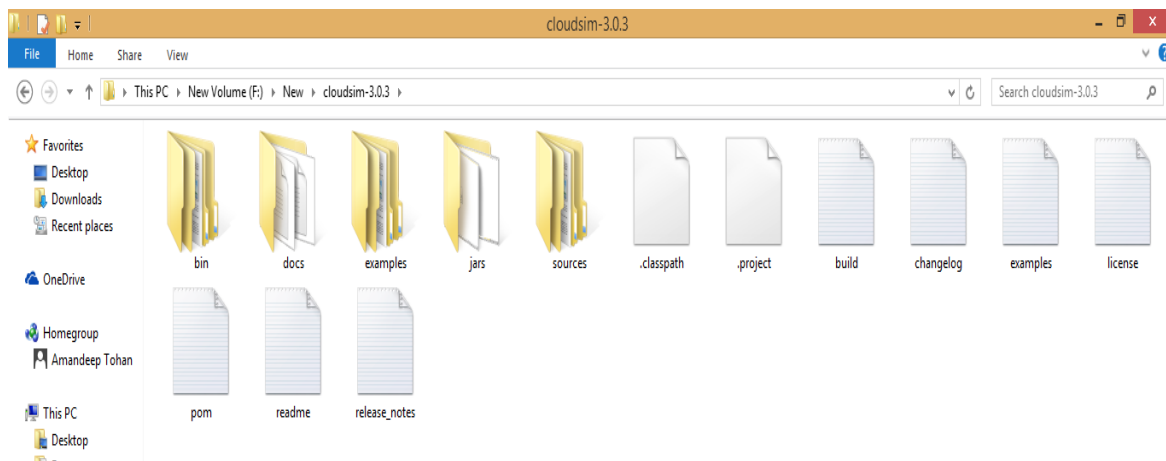 cloudsim-3.0.3
File Home Share View
This PC New Volume (F:) New cloudsim-3.0.3
Search cloudsim-3.0.3
Favorites
Desktop
Downloads
Recent places
OneDrive
Homegroup
Amandeep Tohan
This PC
Desktop
bin docs examples jars sources .classpath .project build changelog examples license
pom readme release_notes